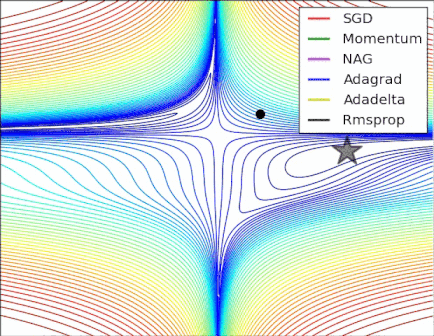 SGD
Momentum
NAG
Adagrad
Adadelta
Rmsprop